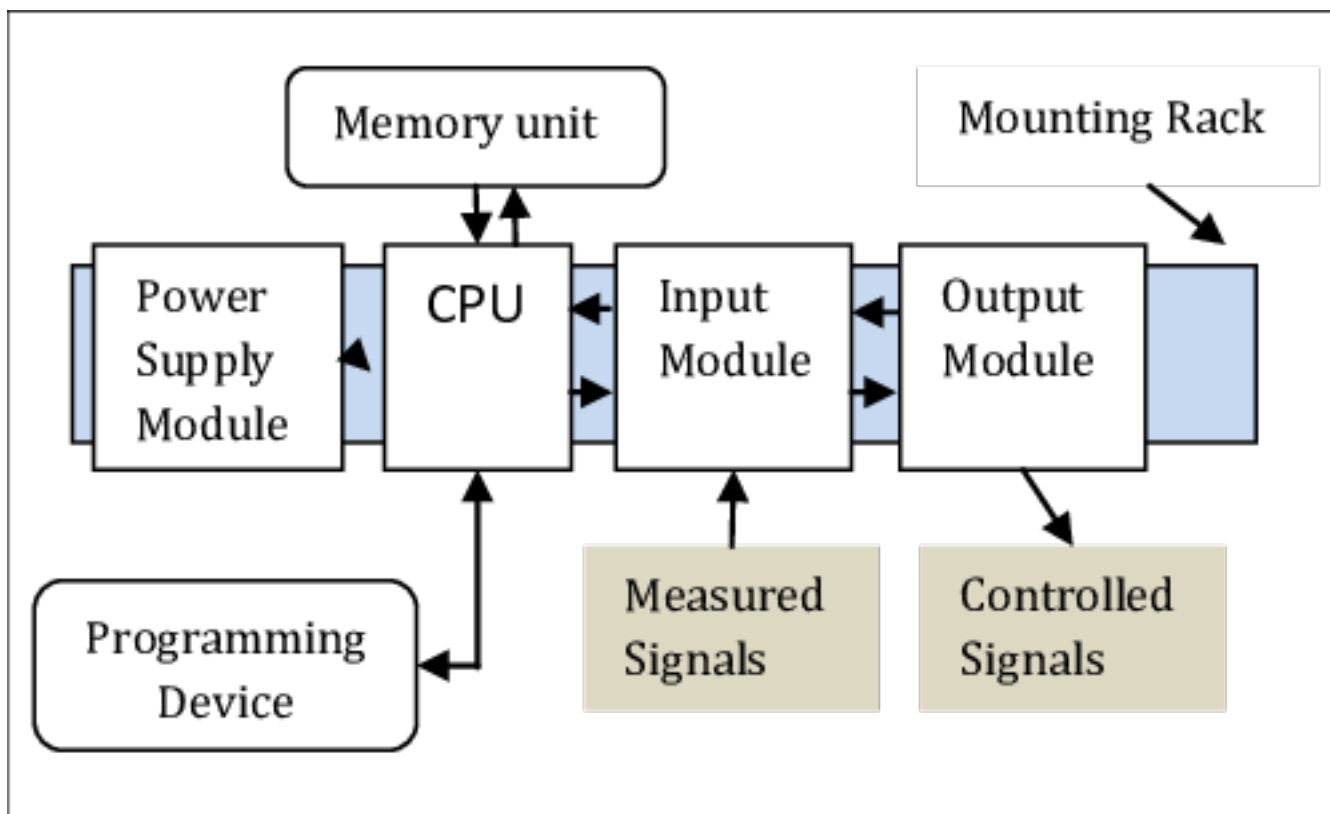 Memory unit
Mounting Rack
Power
Supply
Module
CPU
Input
Module
Output
Module
Programming
Device
Measured
Signals
Controlled
Signals